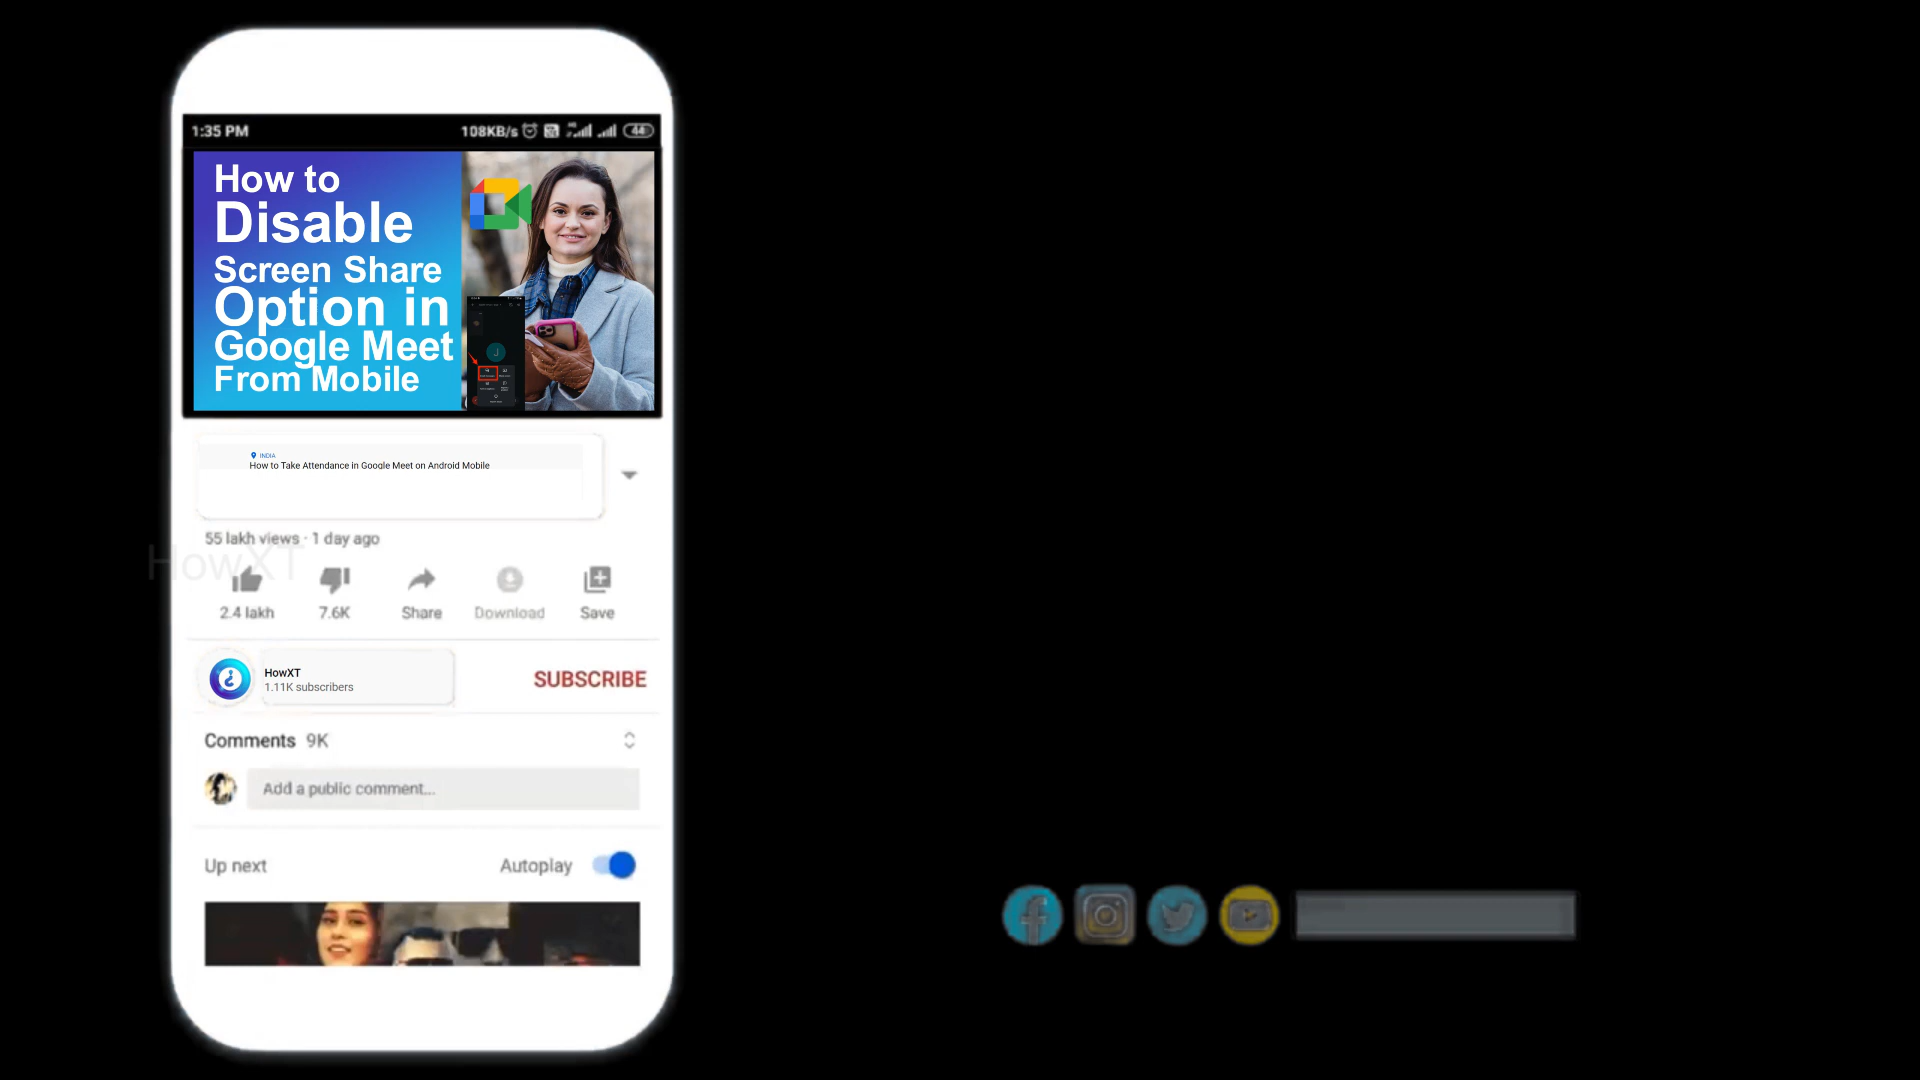 1:35 PM
108KB/s
44
How to
Disable
Screen Share
Option in
Google Meet
From Mobile
J
INDIA
How to Take Attendance in Google Meet on Android Mobile
55 lakh views · 1 day ago
HowXT
2.4 lakh
7.6K
Share
Download
Save
HowXT
1.11K subscribers
SUBSCRIBE
Comments 9K
Add a public comment...
Up next
Autoplay